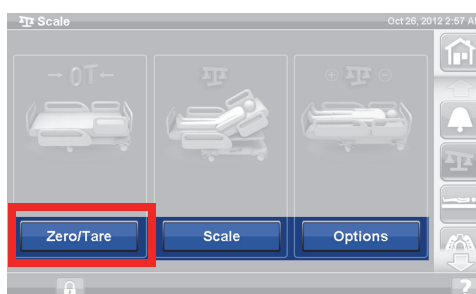 Scale
Oct 26, 2012 2:57 A
→0T←
Zero/Tare
Scale
Options
?